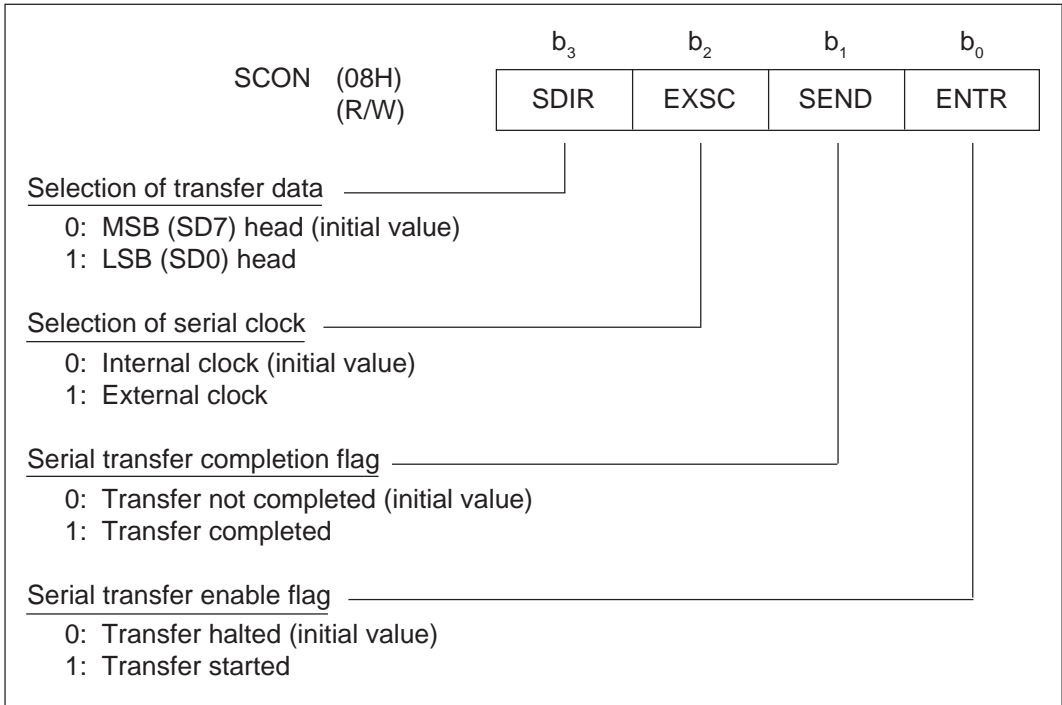 b3 b2 b1 b0
SCON (08H)
(R/W)
SDIR EXSC SEND ENTR
Selection of transfer data
0: MSB (SD7) head (initial value)
1: LSB (SD0) head
Selection of serial clock
0: Internal clock (initial value)
1: External clock
Serial transfer completion flag
0: Transfer not completed (initial value)
1: Transfer completed
Serial transfer enable flag
0: Transfer halted (initial value)
1: Transfer started